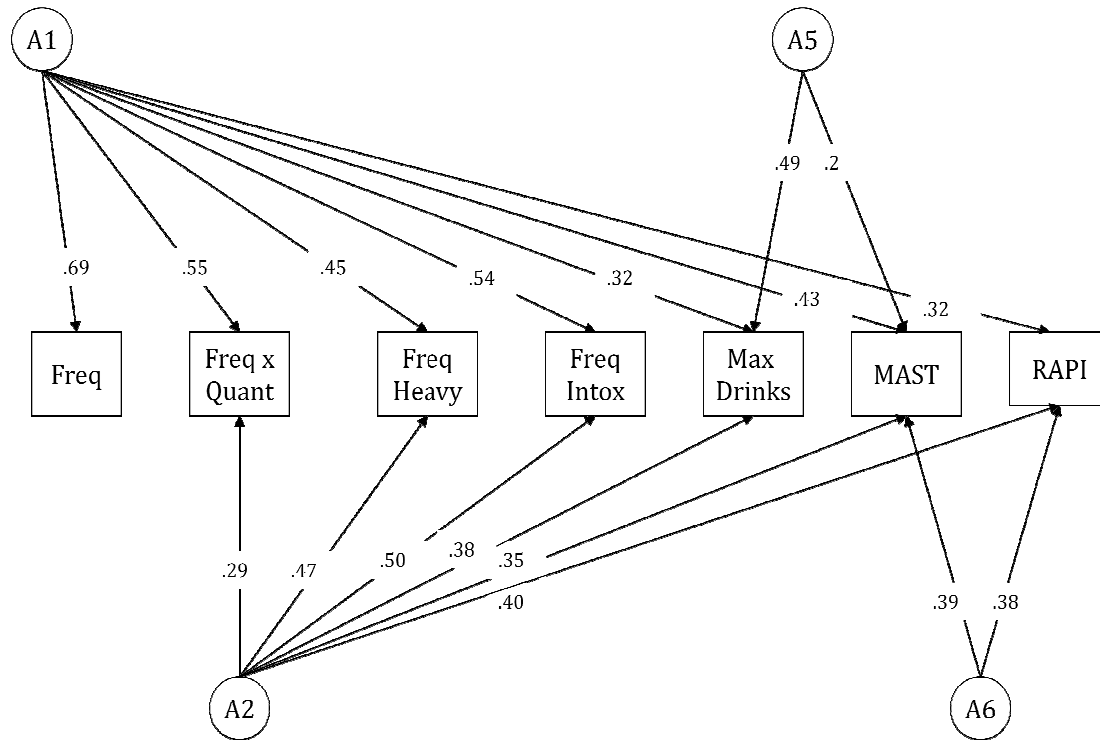 A1
A5
.49
.2
.69
.55
.45
.54
.32
.43
.32
Freq
Freq x
Quant
Freq
Heavy
Freq
Intox
Max
Drinks
MAST
RAPI
.29
.47
.50
.38
.35
.40
.39
.38
A2
A6